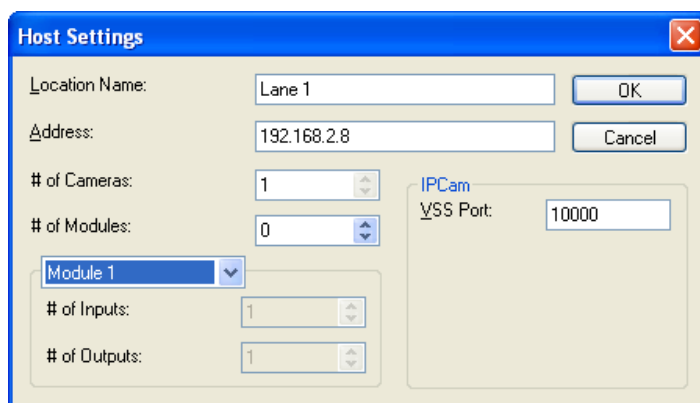 Host Settings
Location Name:
Lane 1
OK
Address:
192.168.2.8
Cancel
# of Cameras:
1
IPCam
VSS Port:
10000
# of Modules:
0
Module 1
# of Inputs:
1
# of Outputs:
1